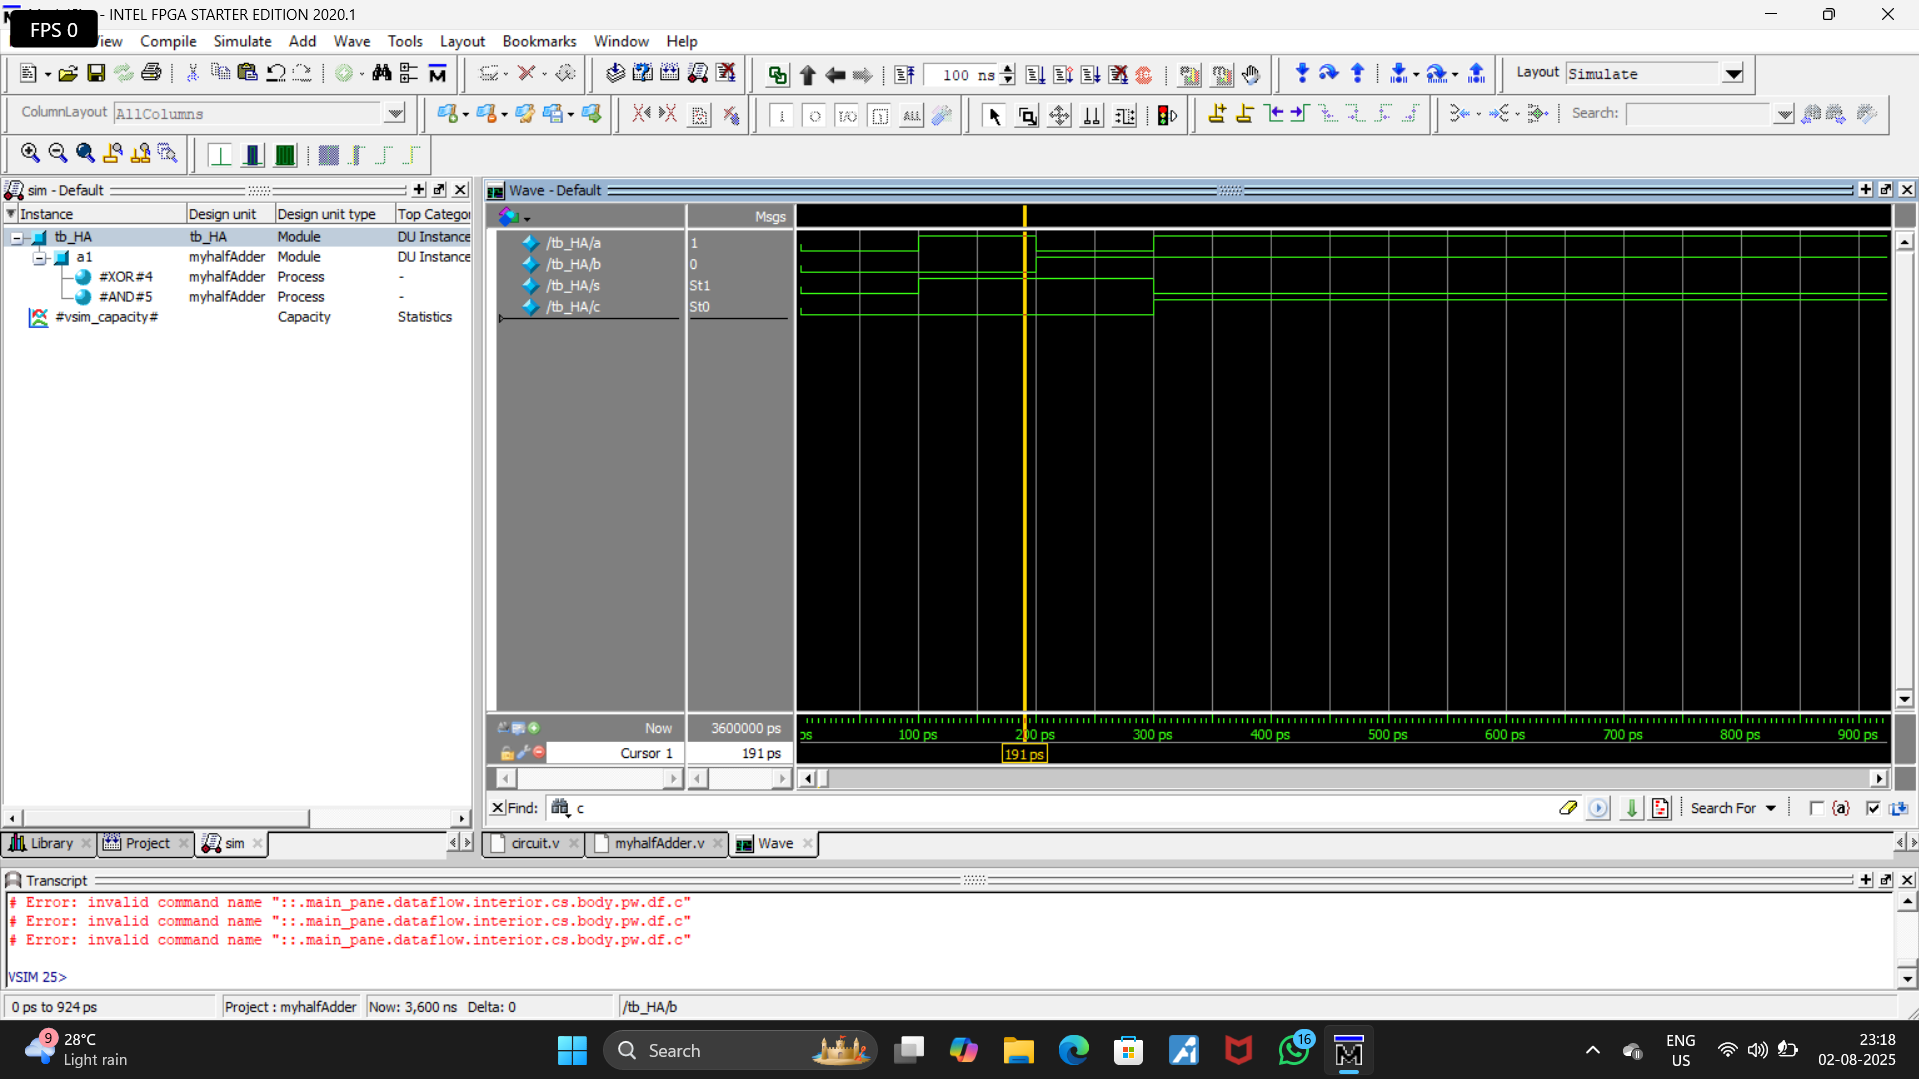 - INTEL FPGA STARTER EDITION 2020.1
FPS 0
Compile Simulate Add Wave Tools Layout Bookmarks Window Help
100 ns
Layout Simulate
ColumnLayout AllColumns
Search:
sim - Default
Instance Design unit Design unit type Top Categor
tb_HA tb_HA Module DU Instance
a1 myhalfAdder Module DU Instance
#XOR#4 myhalfAdder Process -
#AND#5 myhalfAdder Process -
#vsim_capacity# Capacity Statistics
Wave - Default
Msgs
/tb_HA/a 1
/tb_HA/b 0
/tb_HA/s St1
/tb_HA/c St0
Now 3600000 ps
Cursor 1 191 ps
ps 100 ps 200 ps 300 ps 400 ps 500 ps 600 ps 700 ps 800 ps 900 ps
191 ps
Find: c
Search For {a}
Library Project sim
circuit.v myhalfAdder.v Wave
Transcript
# Error: invalid command name "::.main_pane.dataflow.interior.cs.body.pw.df.c"
# Error: invalid command name "::.main_pane.dataflow.interior.cs.body.pw.df.c"
# Error: invalid command name "::.main_pane.dataflow.interior.cs.body.pw.df.c"
VSIM 25>
0 ps to 924 ps Project : myhalfAdder Now: 3,600 ns Delta: 0 /tb_HA/b
9 28°C
Light rain
Search
16
ENG
US
23:18
02-08-2025